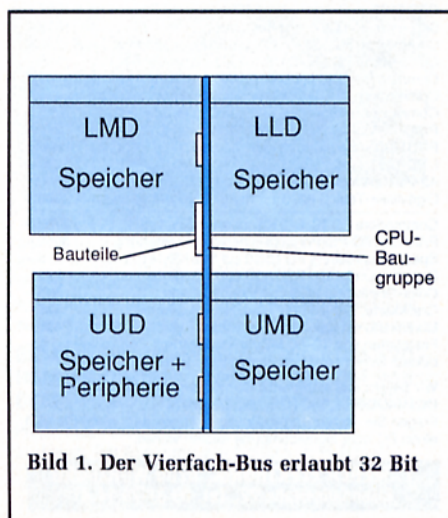 LMD
Speicher
LLD
Speicher
Bauteile
CPU-
Bau-
gruppe
UUD
Speicher +
Peripherie
UMD
Speicher
Bild 1. Der Vierfach-Bus erlaubt 32 Bit